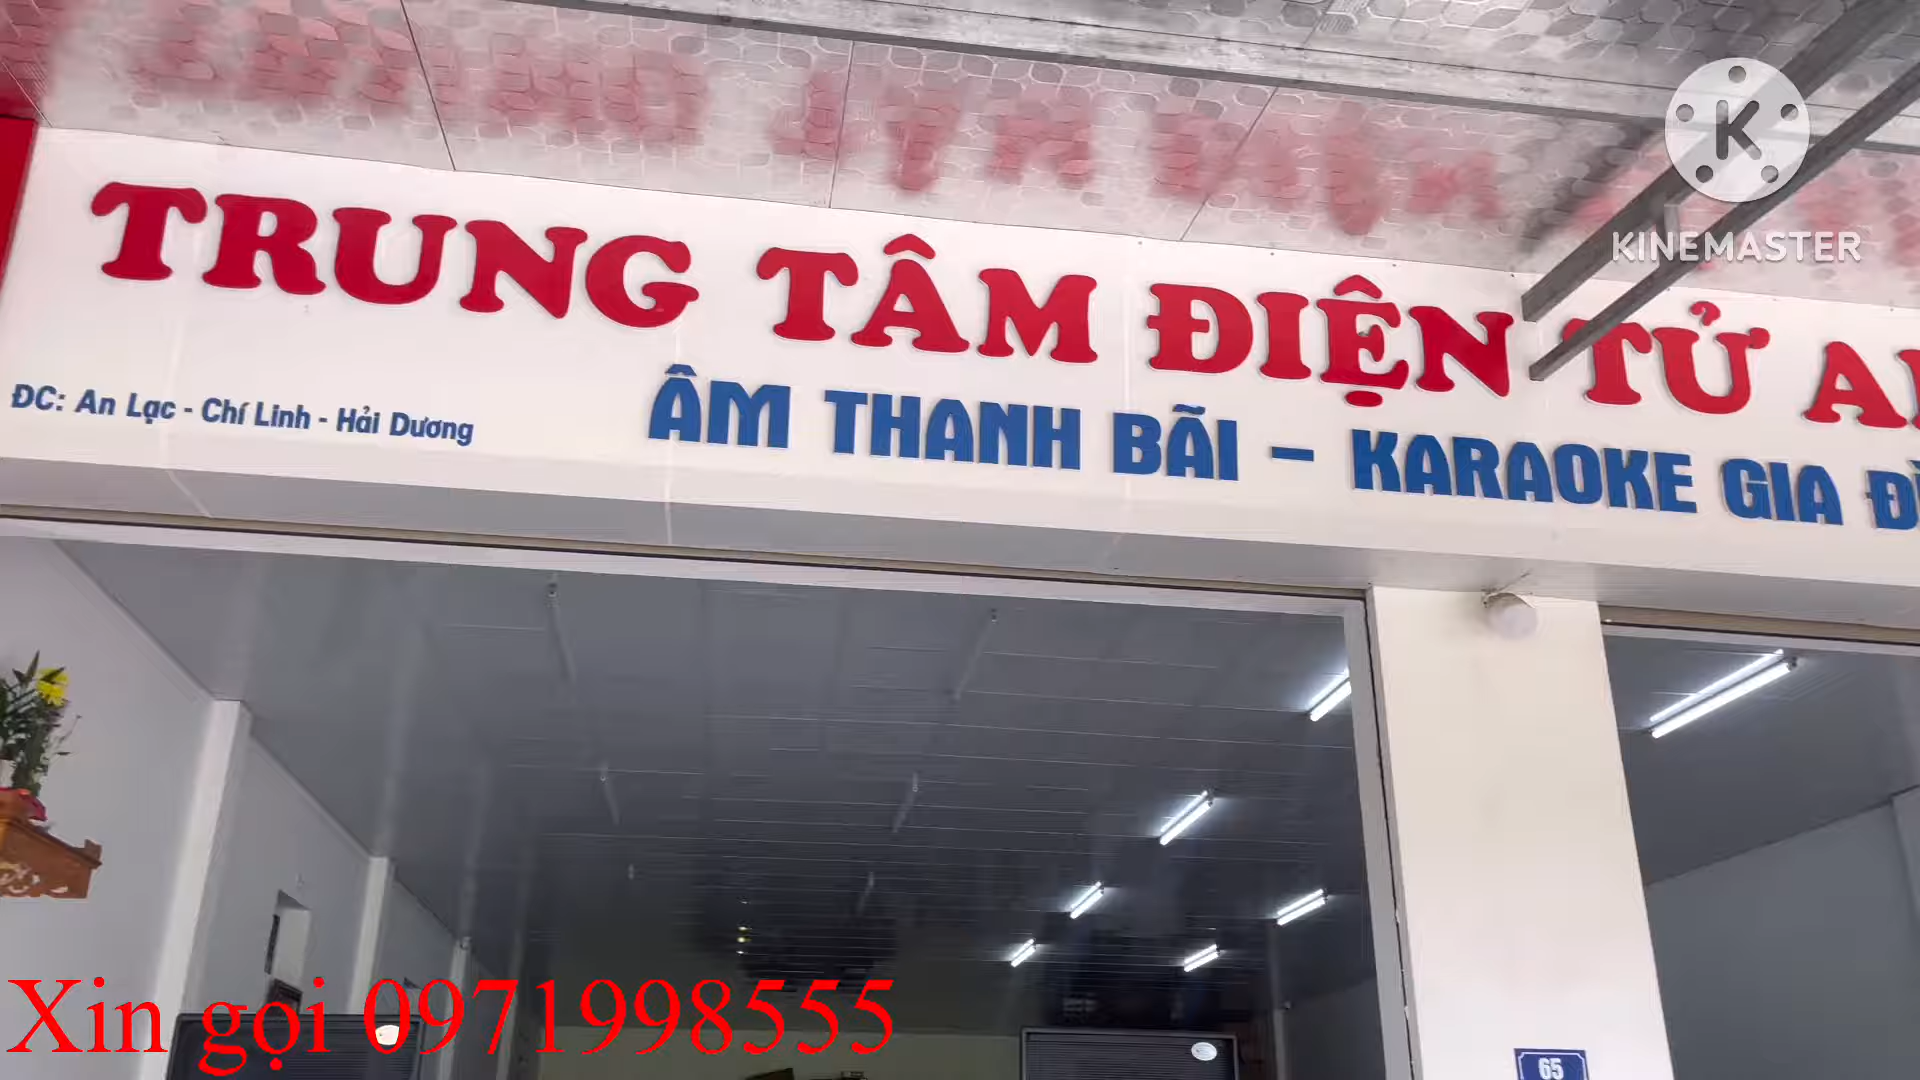 KINEMASTER
TRUNG TÂM ĐIỆN TỬ
ĐC: An Lạc - Chí Linh - Hải Dương
ÂM THANH BÃI - KARAOKE GIA
Xin gọi 0971998555
65